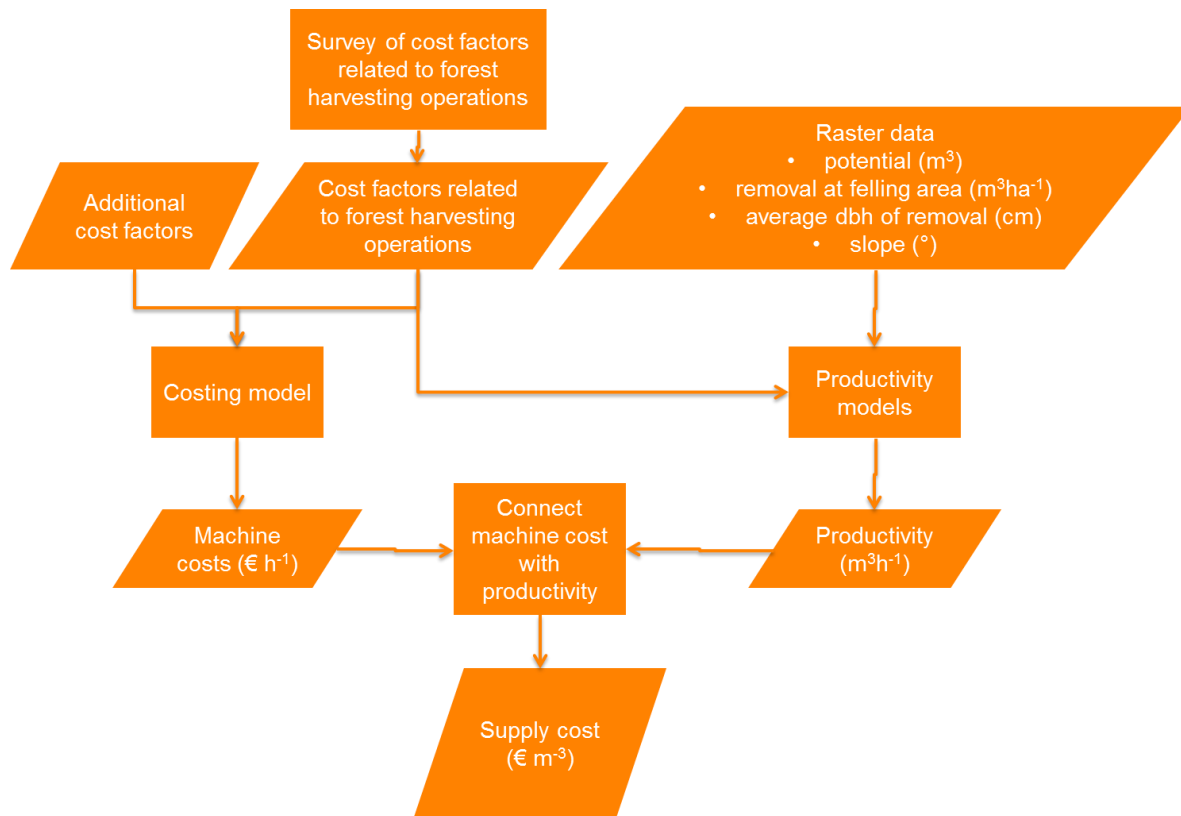 Survey of cost factors
related to forest
harvesting operations
Additional
cost factors
Cost factors related
to forest harvesting
operations
Raster data
• potential (m³)
• removal at felling area (m³ha⁻¹)
• average dbh of removal (cm)
• slope (°)
Costing model
Productivity
models
Machine
costs (€ h⁻¹)
Connect
machine cost
with
productivity
Productivity
(m³h⁻¹)
Supply cost
(€ m⁻³)